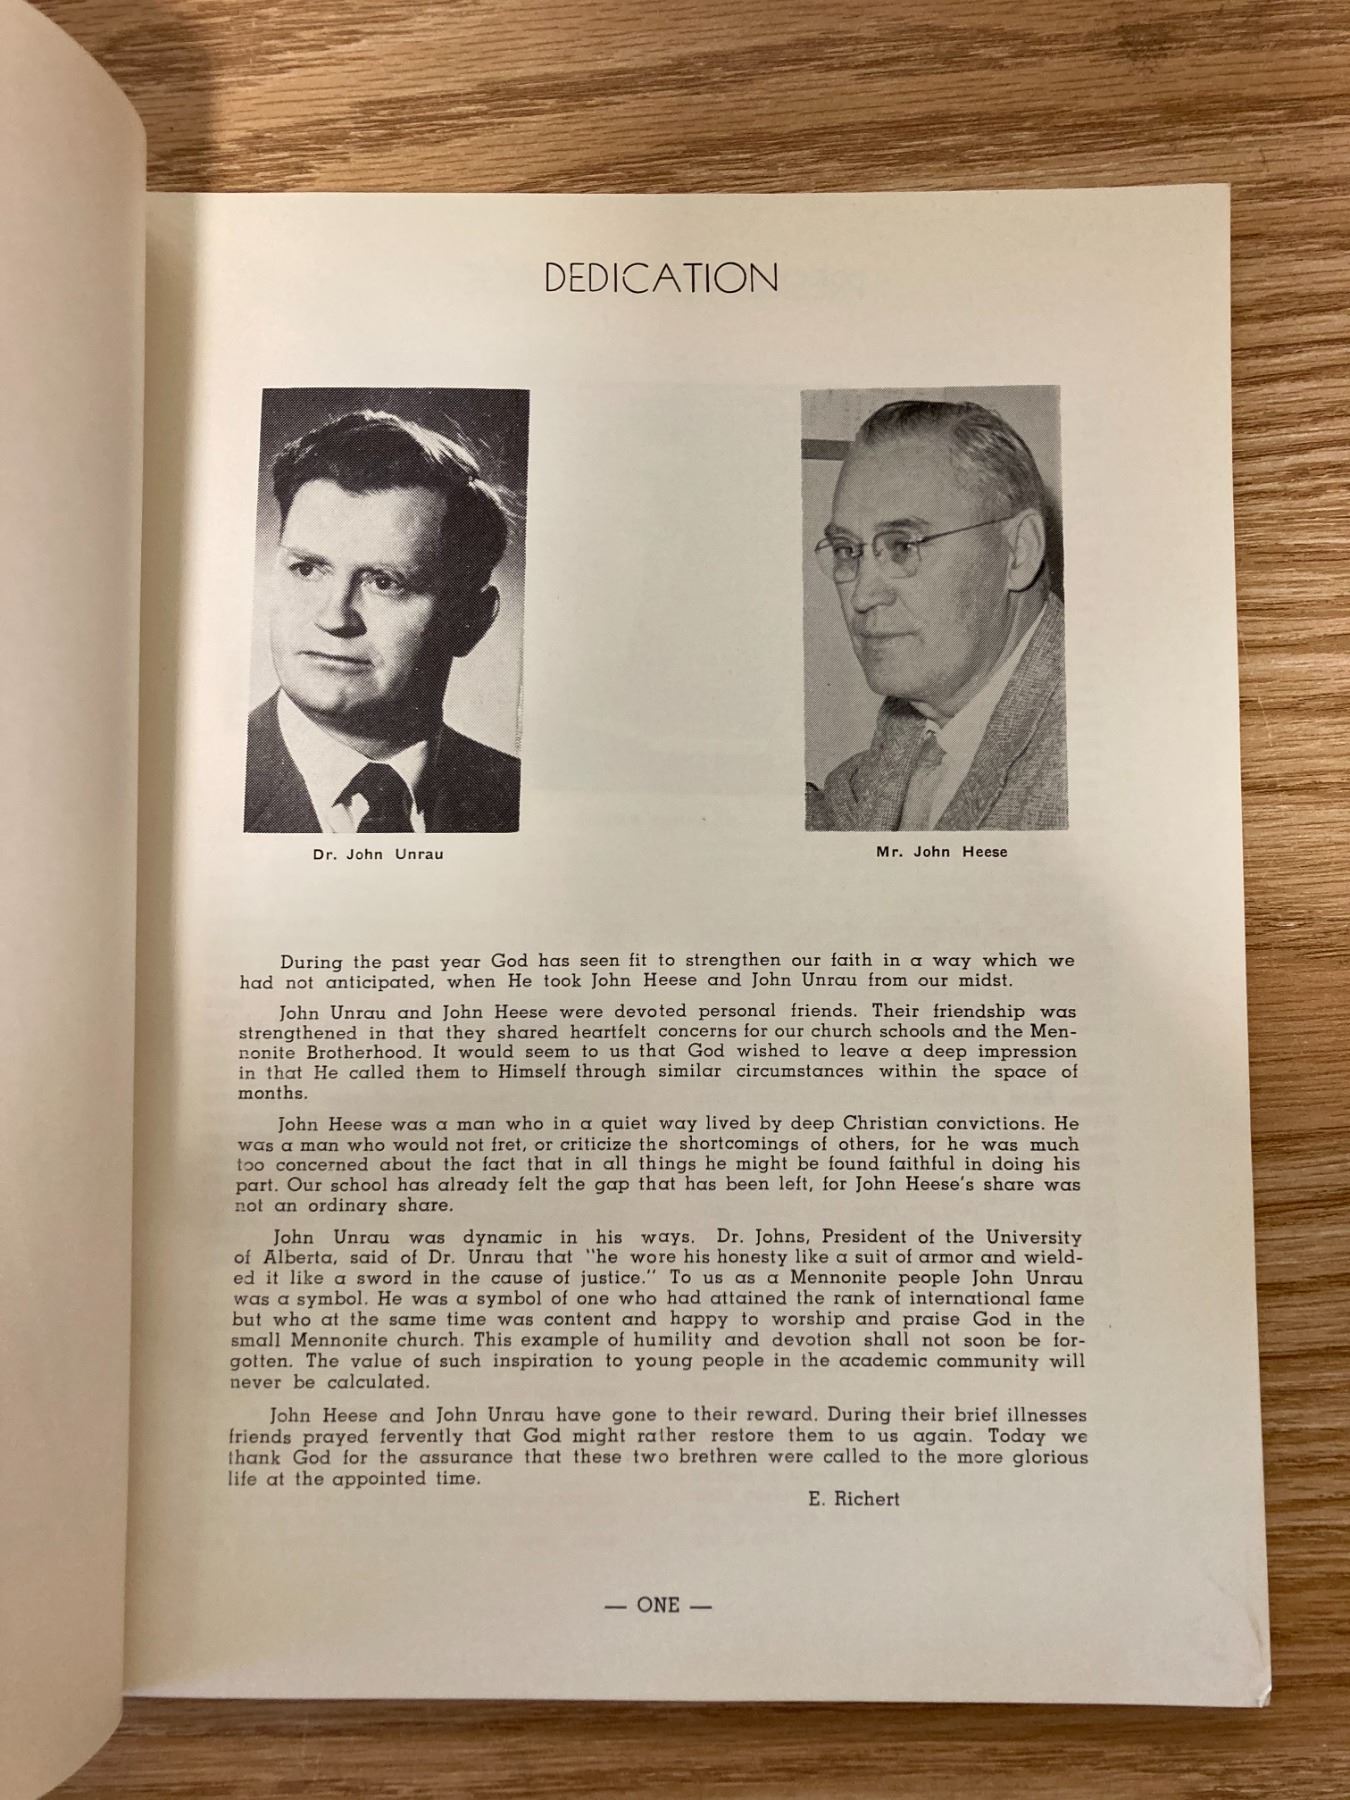 DEDICATION
Dr. John Unrau
Mr. John Heese
During the past year God has seen fit to strengthen our faith in a way which we
had not anticipated, when He took John Heese and John Unrau from our midst.
John Unrau and John Heese were devoted personal friends. Their friendship was
strengthened in that they shared heartfelt concerns for our church schools and the Men-
nonite Brotherhood. It would seem to us that God wished to leave a deep impression
in that He called them to Himself through similar circumstances within the space of
months.
John Heese was a man who in a quiet way lived by deep Christian convictions. He
was a man who would not fret, or criticize the shortcomings of others, for he was much
too concerned about the fact that in all things he might be found faithful in doing his
part. Our school has already felt the gap that has been left, for John Heese's share was
not an ordinary share.
John Unrau was dynamic in his ways. Dr. Johns, President of the University
of Alberta, said of Dr. Unrau that "he wore his honesty like a suit of armor and wield-
ed it like a sword in the cause of justice." To us as a Mennonite people John Unrau
was a symbol. He was a symbol of one who had attained the rank of international fame
but who at the same time was content and happy to worship and praise God in the
small Mennonite church. This example of humility and devotion shall not soon be for-
gotten. The value of such inspiration to young people in the academic community will
never be calculated.
John Heese and John Unrau have gone to their reward. During their brief illnesses
friends prayed fervently that God might rather restore them to us again. Today we
thank God for the assurance that these two brethren were called to the more glorious
life at the appointed time.
E. Richert
— ONE —